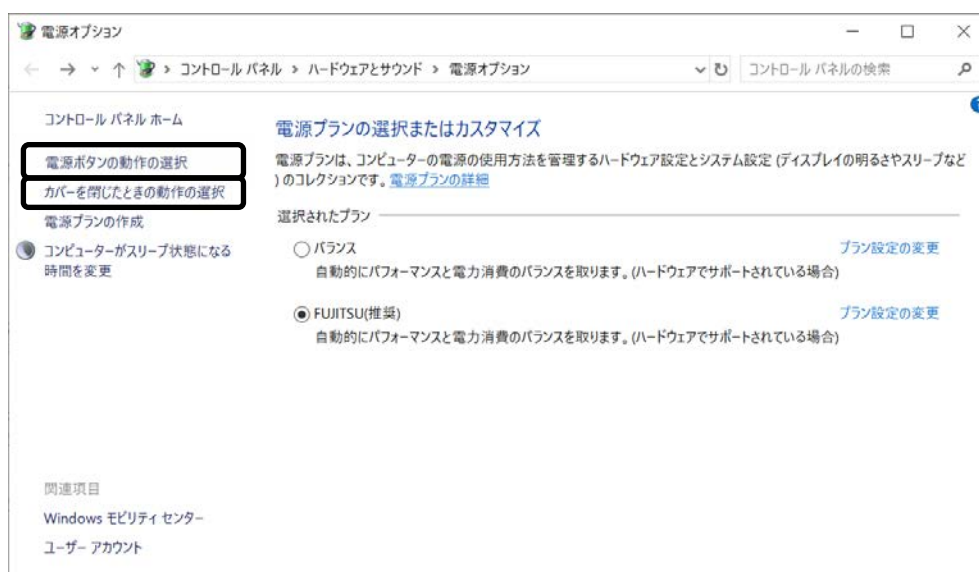 電源オプション
コントロール パネル › ハードウェアとサウンド › 電源オプション
コントロール パネルの検索
コントロール パネル ホーム
電源ボタンの動作の選択
カバーを閉じたときの動作の選択
電源プランの作成
コンピューターがスリープ状態になる
時間を変更
電源プランの選択またはカスタマイズ
電源プランは、コンピューターの電源の使用方法を管理するハードウェア設定とシステム設定 (ディスプレイの明るさやスリープなど
) のコレクションです。電源プランの詳細
選択されたプラン
バランス
プラン設定の変更
自動的にパフォーマンスと電力消費のバランスを取ります。(ハードウェアでサポートされている場合)
FUJITSU(推奨)
プラン設定の変更
自動的にパフォーマンスと電力消費のバランスを取ります。(ハードウェアでサポートされている場合)
関連項目
Windows モビリティ センター
ユーザー アカウント